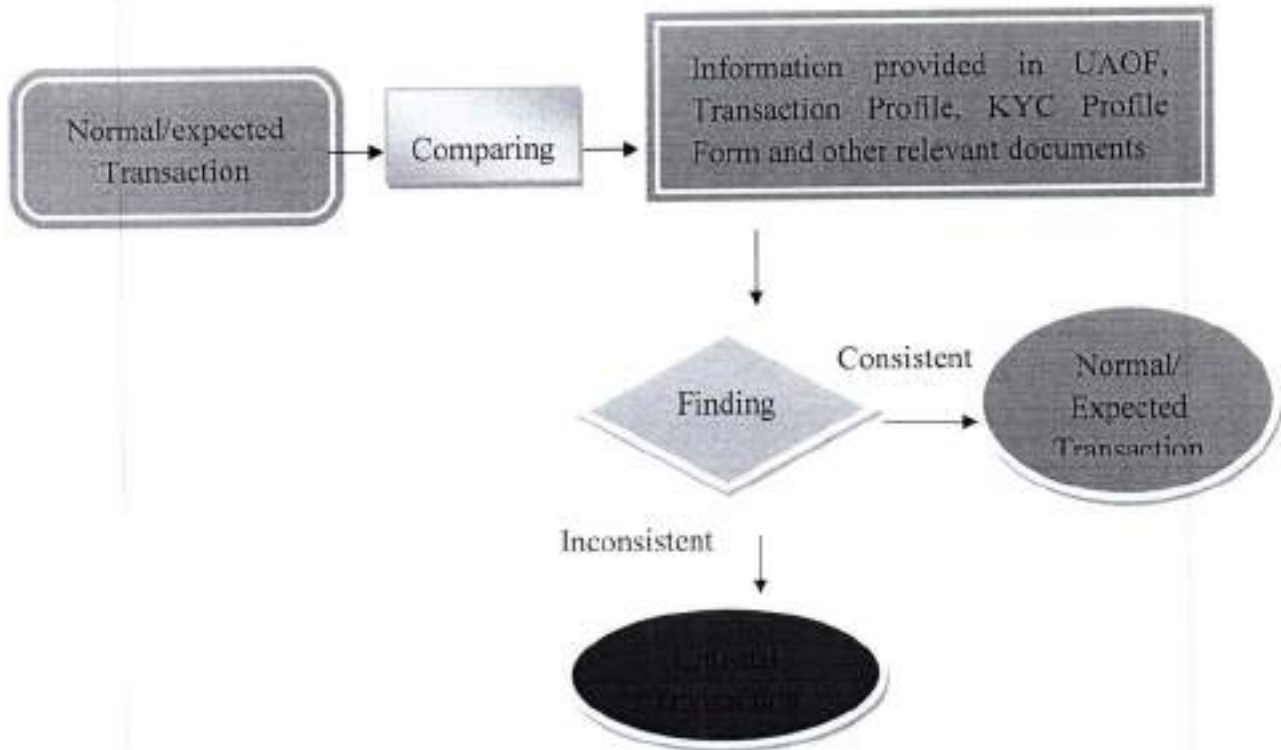 Normal/expected
Transaction
Comparing
Information provided in UAOF,
Transaction Profile, KYC Profile
Form and other relevant documents
Finding
Consistent
Normal/
Expected
Transaction
Inconsistent